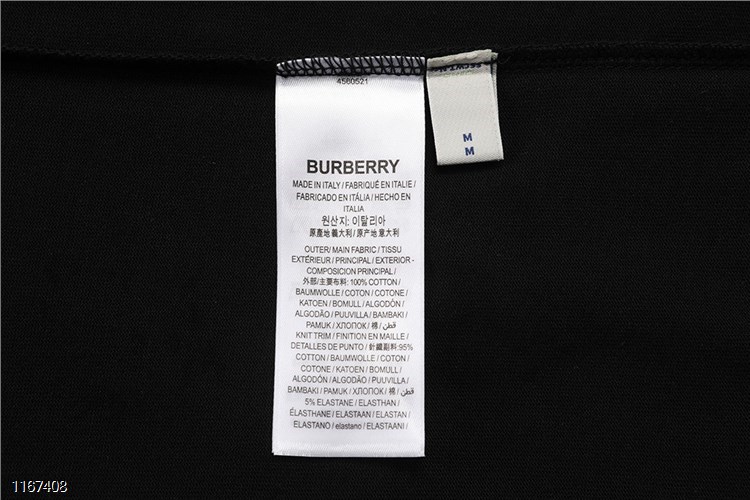 4560521
BURBERRY
MADE IN ITALY / FABRIQUÉ EN ITALIE /
FABRICADO EN ITÁLIA / HECHO EN
ITALIA
원산지: 이탈리아
原產地義大利 / 原产地意大利
OUTER/ MAIN FABRIC / TISSU
EXTÉRIEUR / PRINCIPAL / EXTERIOR -
COMPOSICION PRINCIPAL /
外部/主要布料: 100% COTTON /
BAUMWOLLE / COTON / COTONE /
KATOEN / BOMULL / ALGODÓN /
ALGODÃO / PUUVILLA / BAMBAKI /
PAMUK / ХЛОПОК / 棉 / قطن /
KNIT TRIM / FINITION EN MAILLE /
DETALLES DE PUNTO / 針織副料:95%
COTTON / BAUMWOLLE / COTON /
COTONE / KATOEN / BOMULL /
ALGODÓN / ALGODÃO / PUUVILLA /
BAMBAKI / PAMUK / ХЛОПОК / 棉 / قطن /
5% ELASTANE / ELASTHAN /
ÉLASTHANE / ELASTAAN / ELASTAN /
ELASTANO / elastano / ELASTAANI /
M
M
1167408